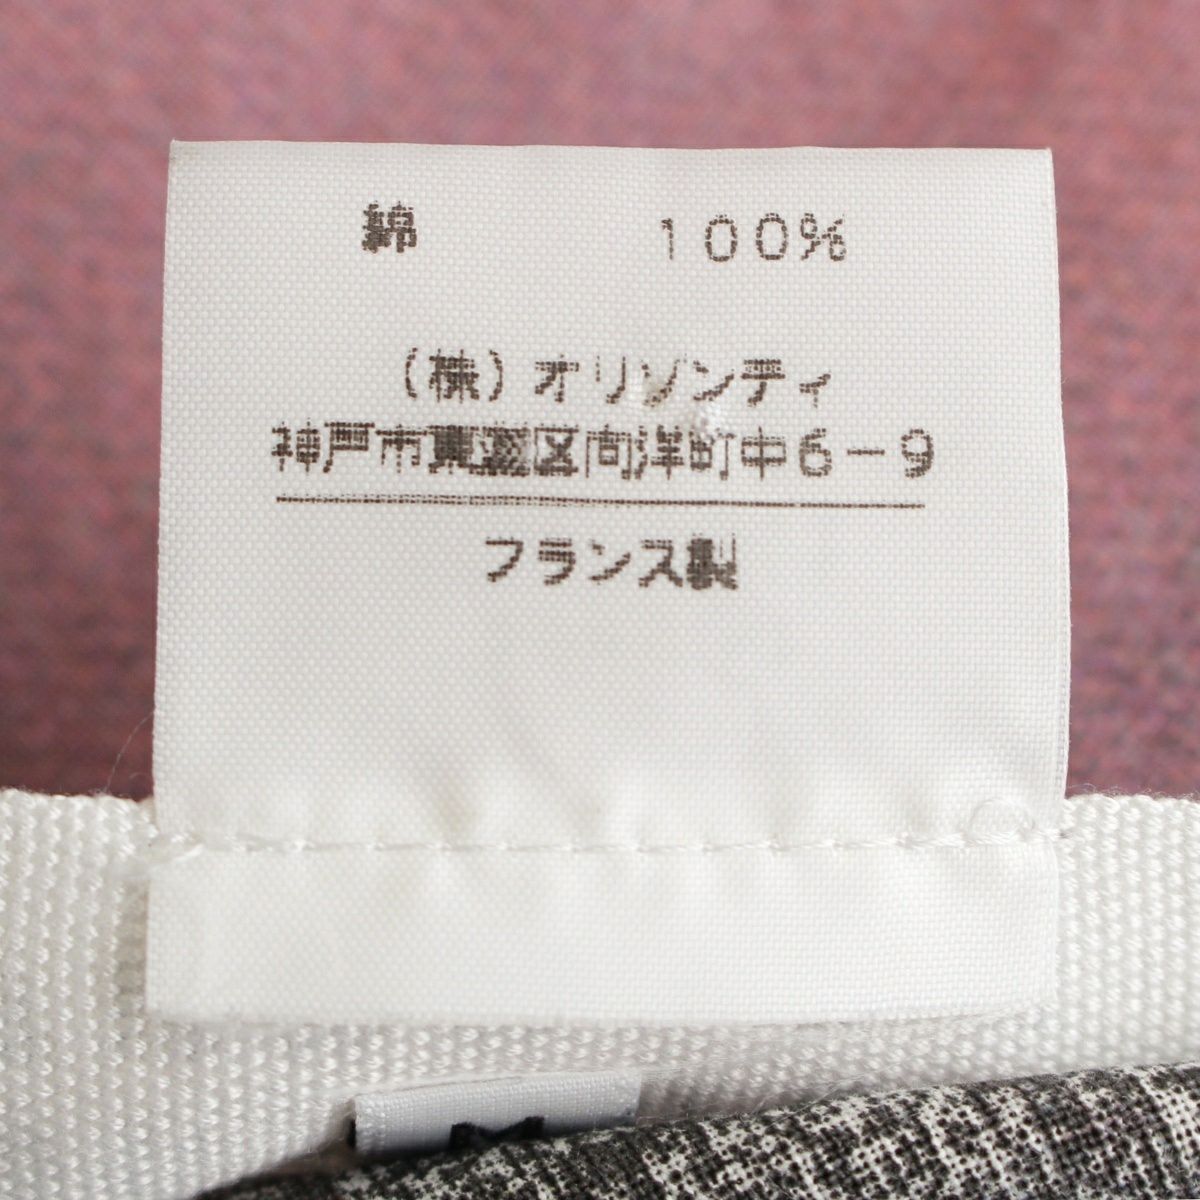 綿 100%
(株)オリゾンティ
神戸市東灘区向洋町中6-9
フランス製